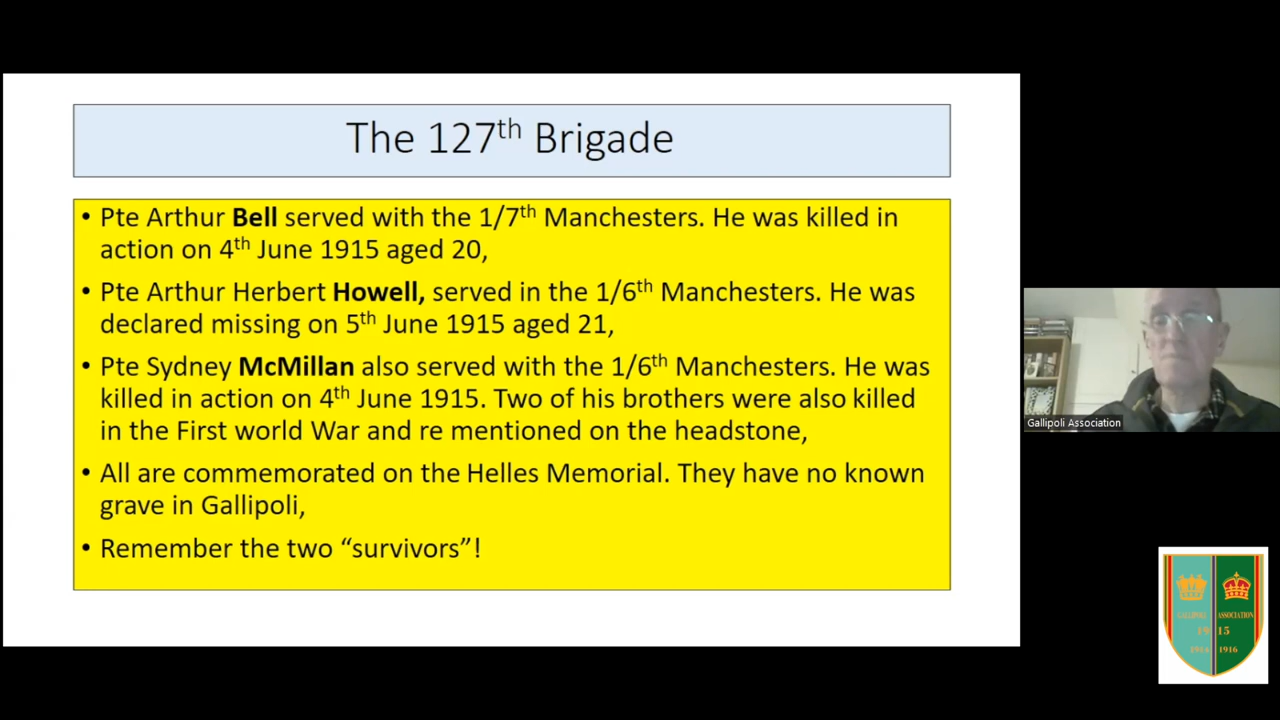 The 127th Brigade
• Pte Arthur Bell served with the 1/7th Manchesters. He was killed in
action on 4th June 1915 aged 20,
• Pte Arthur Herbert Howell, served in the 1/6th Manchesters. He was
declared missing on 5th June 1915 aged 21,
• Pte Sydney McMillan also served with the 1/6th Manchesters. He was
killed in action on 4th June 1915. Two of his brothers were also killed
in the First world War and re mentioned on the headstone,
• All are commemorated on the Helles Memorial. They have no known
grave in Gallipoli,
• Remember the two “survivors”!
Gallipoli Association
GALLIPOLI ASSOCIATION
1915
1914 1916